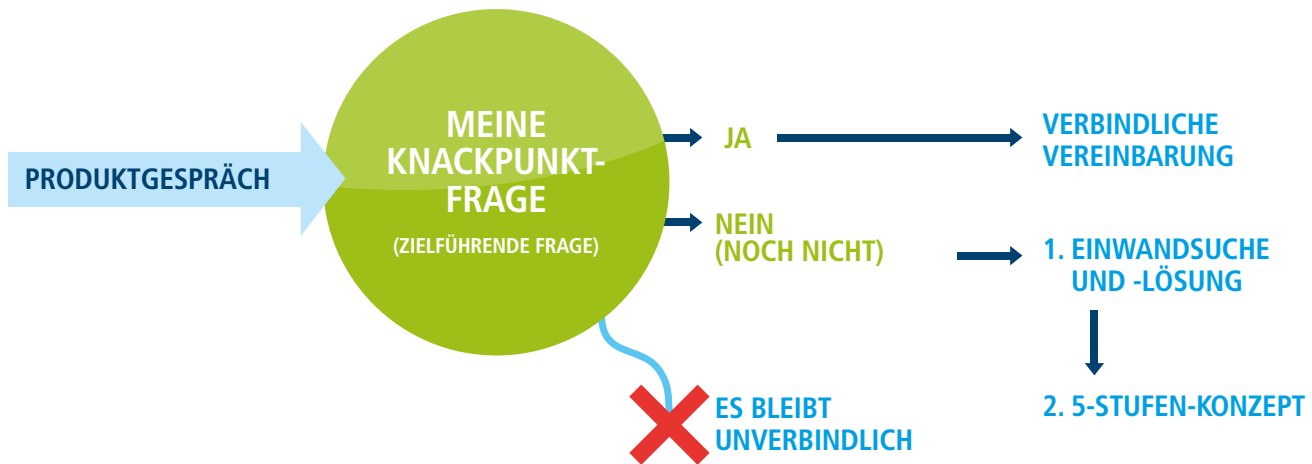 PRODUKTGESPRÄCH
MEINE
KNACKPUNKT-
FRAGE
(ZIELFÜHRENDE FRAGE)
JA
VERBINDLICHE
VEREINBARUNG
NEIN
(NOCH NICHT)
1. EINWANDSUCHE
UND -LÖSUNG
2. 5-STUFEN-KONZEPT
ES BLEIBT
UNVERBINDLICH